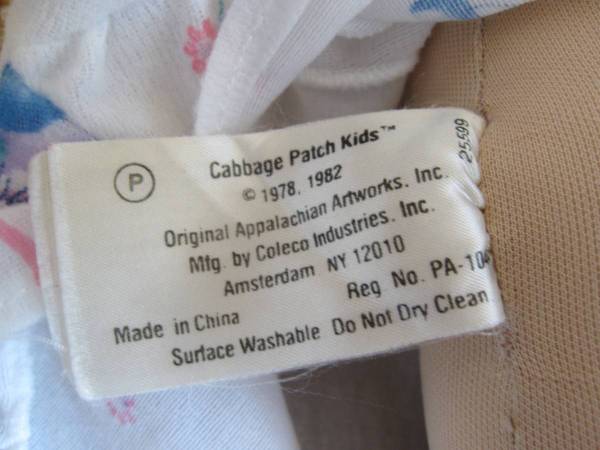 P
Cabbage Patch Kids™
© 1978, 1982
Original Appalachian Artworks, Inc.
Mfg. by Coleco Industries, Inc.
Amsterdam NY 12010
Reg No. PA-
Made in China
Surface Washable Do Not Dry Clean
25599